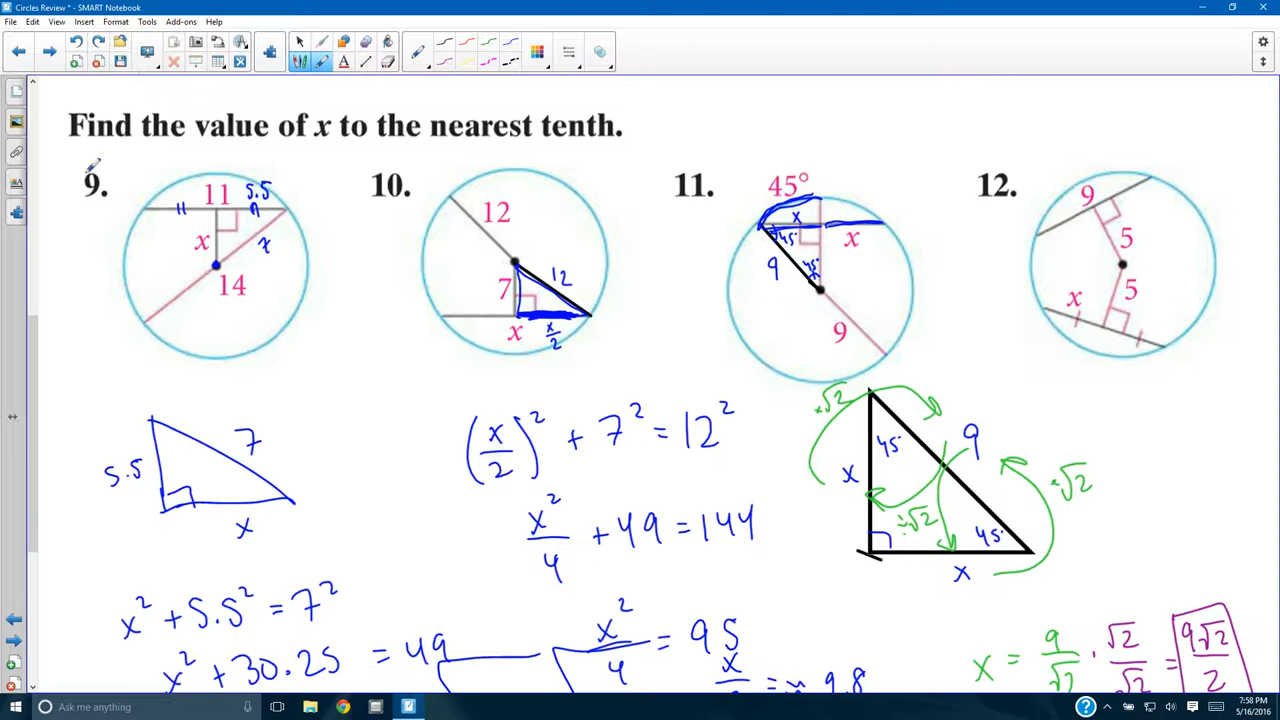 Circles Review * - SMART Notebook
File Edit View Insert Format Tools Add-ons Help
Find the value of x to the nearest tenth.
9.
11
5.5
x
7
14
10.
12
12
7
x
x/2
11.
45°
x
x
45°
45°
9
9
12.
9
5
5
x
5.5
7
x
(x/2)² + 7² = 12²
x²/4 + 49 = 144
x²/4 = 95
9.8
x² + 5.5² = 7²
x² + 30.25 = 49
·√2
45°
9
x
÷√2
·√2
45°
x
x = 9/√2 · √2/√2 = 9√2/2
Ask me anything
7:58 PM
5/16/2016